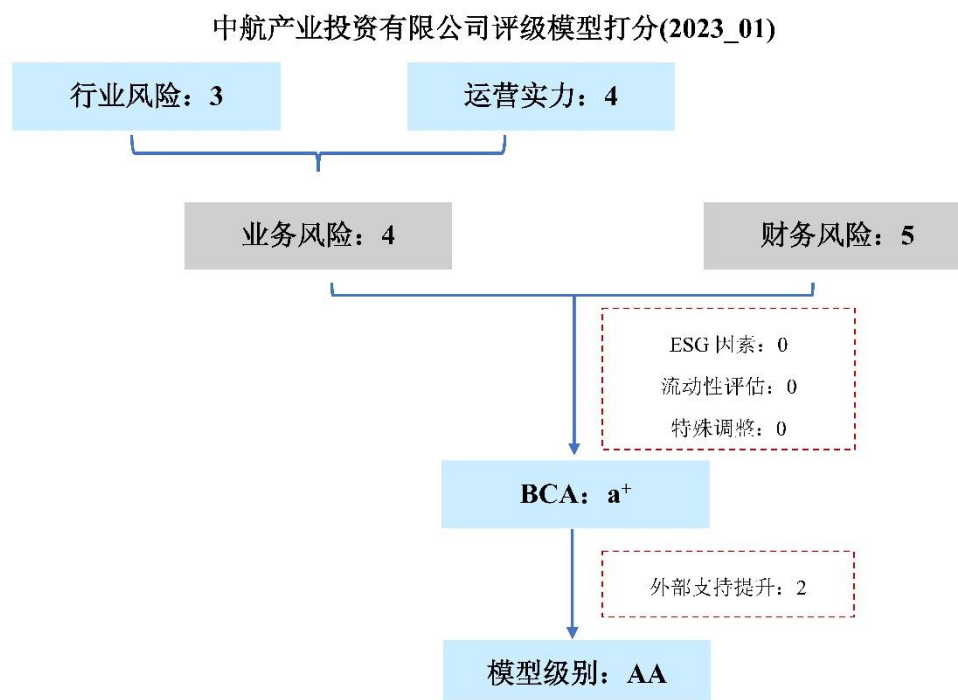 中航产业投资有限公司评级模型打分(2023_01)
行业风险：3
运营实力：4
业务风险：4
财务风险：5
ESG 因素：0
流动性评估：0
特殊调整：0
BCA：a⁺
外部支持提升：2
模型级别：AA